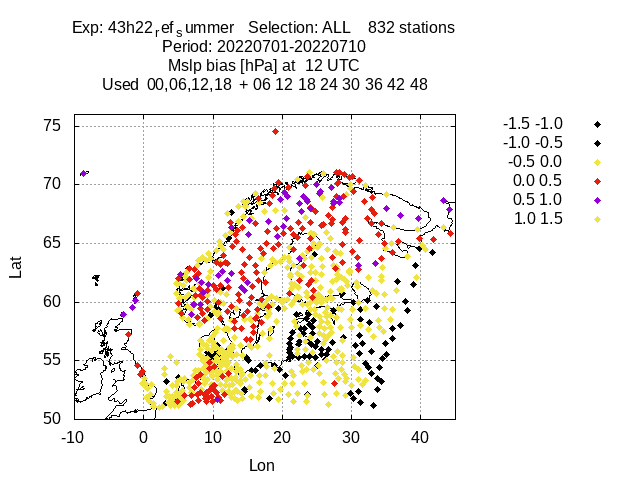 Exp: 43h22refsummer   Selection: ALL    832 stations
Period: 20220701-20220710
Mslp bias [hPa] at  12 UTC
Used  00,06,12,18  + 06 12 18 24 30 36 42 48
75
70
65
60
55
50
Lat
-10 0 10 20 30 40
Lon
-1.5 -1.0
-1.0 -0.5
-0.5 0.0
0.0 0.5
0.5 1.0
1.0 1.5